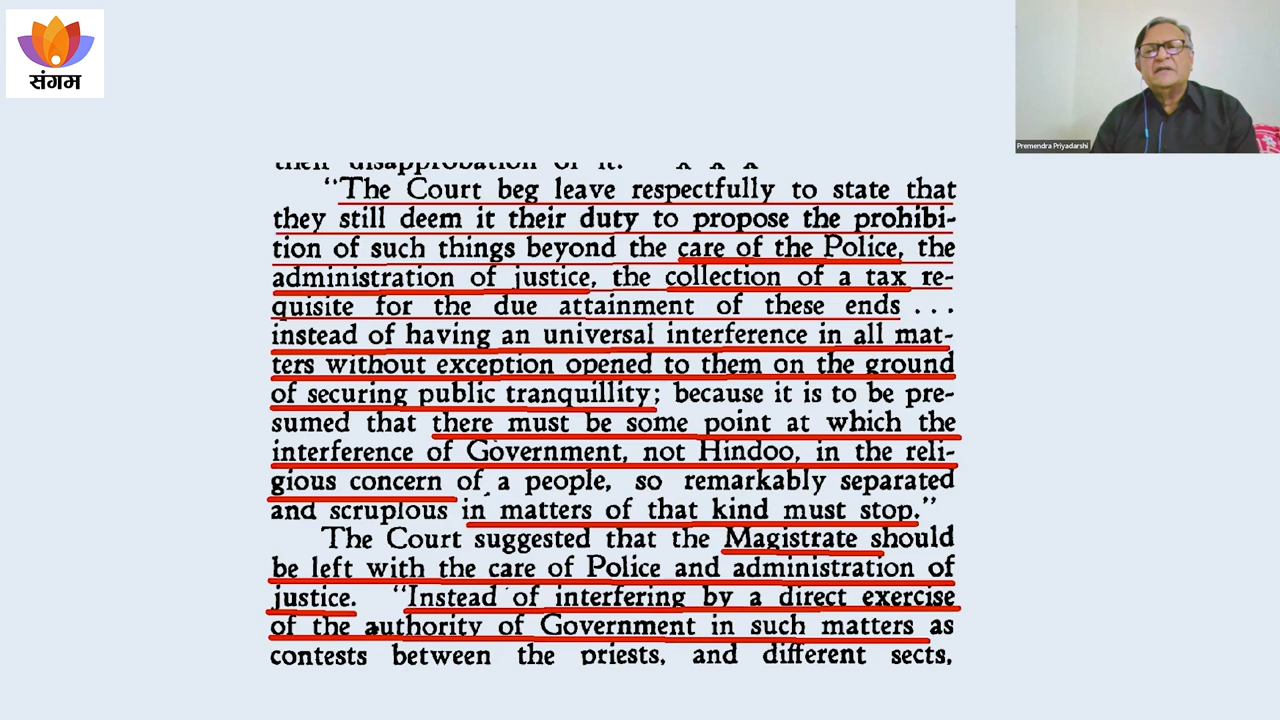 संगम
Premendra Priyadarshi
their disapprobation of it. x x x
"The Court beg leave respectfully to state that
they still deem it their duty to propose the prohibi-
tion of such things beyond the care of the Police, the
administration of justice, the collection of a tax re-
quisite for the due attainment of these ends ...
instead of having an universal interference in all mat-
ters without exception opened to them on the ground
of securing public tranquillity; because it is to be pre-
sumed that there must be some point at which the
interference of Government, not Hindoo, in the reli-
gious concern of a people, so remarkably separated
and scruplous in matters of that kind must stop."
The Court suggested that the Magistrate should
be left with the care of Police and administration of
justice. "Instead of interfering by a direct exercise
of the authority of Government in such matters as
contests between the priests, and different sects,